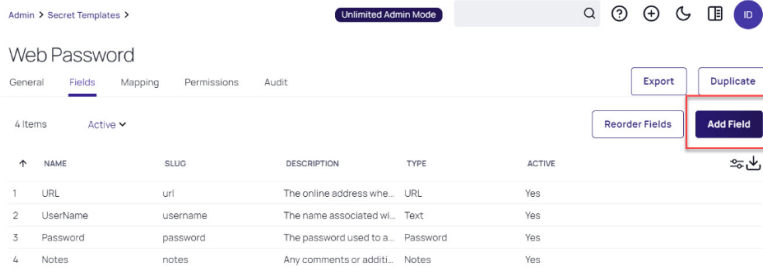 Admin > Secret Templates >
Unlimited Admin Mode
ID
Web Password
General Fields Mapping Permissions Audit
Export Duplicate
4 Items Active
Reorder Fields Add Field
NAME SLUG DESCRIPTION TYPE ACTIVE
1 URL url The online address whe... URL Yes
2 UserName username The name associated wi... Text Yes
3 Password password The password used to a... Password Yes
4 Notes notes Any comments or additi... Notes Yes